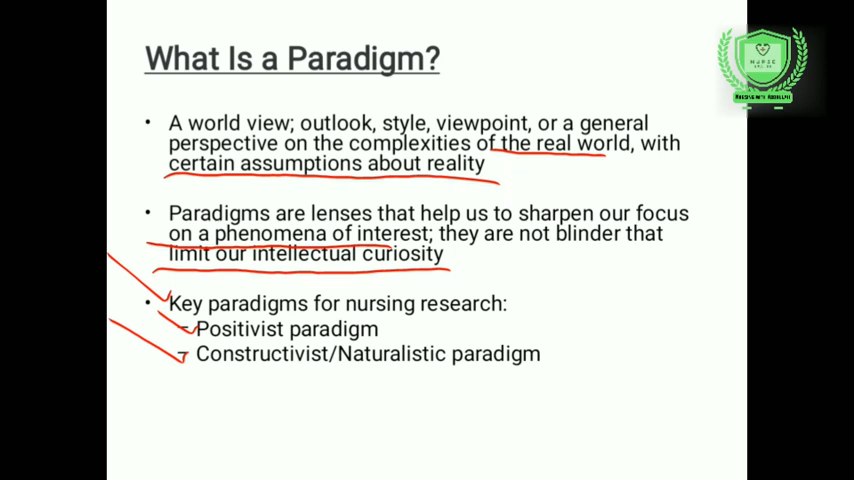 What Is a Paradigm?
• A world view; outlook, style, viewpoint, or a general
perspective on the complexities of the real world, with
certain assumptions about reality
• Paradigms are lenses that help us to sharpen our focus
on a phenomena of interest; they are not blinder that
limit our intellectual curiosity
• Key paradigms for nursing research:
– Positivist paradigm
– Constructivist/Naturalistic paradigm